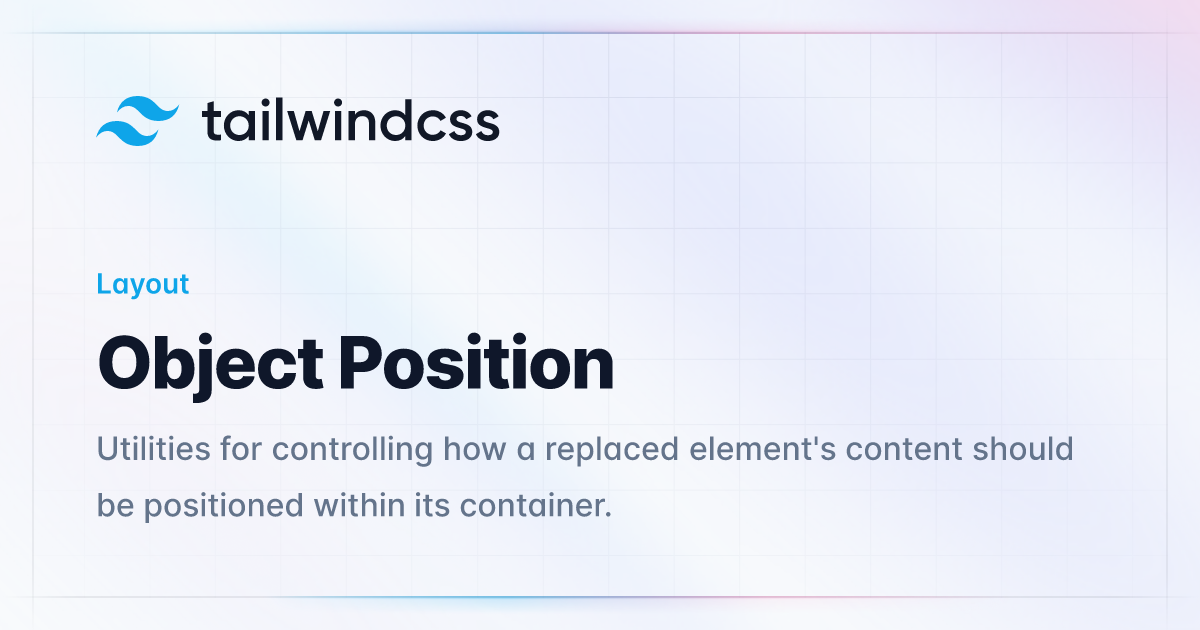 tailwindcss
Layout
Object Position
Utilities for controlling how a replaced element's content should
be positioned within its container.